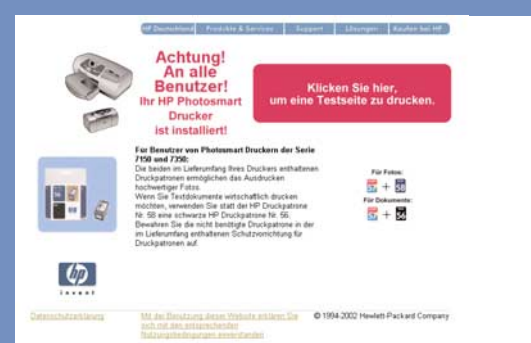 HP Deutschland Produkte & Services Support Lösungen Kaufen bei HP
Achtung!
An alle
Benutzer!
Ihr HP Photosmart
Drucker
ist installiert!
Klicken Sie hier,
um eine Testseite zu drucken.
Für Benutzer von Photosmart Druckern der Serie
7150 und 7350:
Die beiden im Lieferumfang Ihres Druckers enthaltenen
Druckpatronen ermöglichen das Ausdrucken
hochwertiger Fotos.
Wenn Sie Textdokumente wirtschaftlich drucken
möchten, verwenden Sie statt der HP Druckpatrone
Nr. 58 eine schwarze HP Druckpatrone Nr. 56.
Bewahren Sie die nicht benötigte Druckpatrone in der
im Lieferumfang enthaltenen Schutzvorrichtung für
Druckpatronen auf.
Für Fotos:
+ 58
Für Dokumente:
+ 56
hp
invent
Datenschutzerklärung
Mit der Benutzung dieser Website erklären Sie
sich mit den entsprechenden
Nutzungsbedingungen einverstanden
© 1994-2002 Hewlett-Packard Company